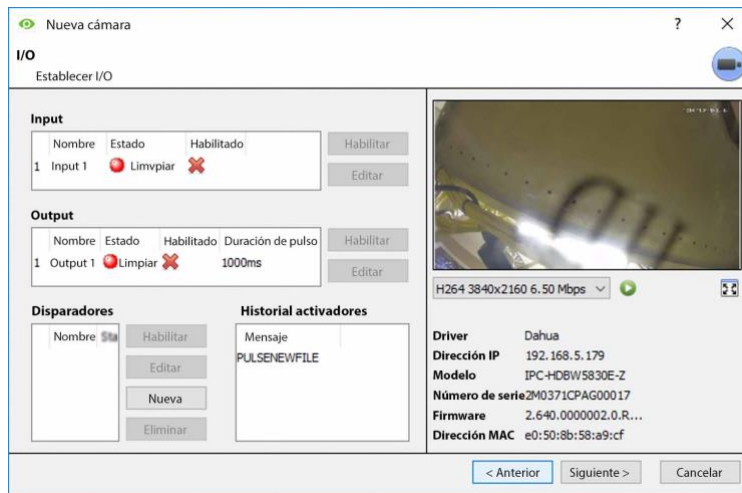 Nueva cámara
?
I/O
Establecer I/O
Input
Nombre Estado Habilitado
1 Input 1 Limvpiar
Habilitar
Editar
Output
Nombre Estado Habilitado Duración de pulso
1 Output 1 Limpiar 1000ms
Habilitar
Editar
Disparadores
Nombre Sta
Habilitar
Editar
Nueva
Eliminar
Historial activadores
Mensaje
PULSENEWFILE
H264 3840x2160 6.50 Mbps
Driver Dahua
Dirección IP 192.168.5.179
Modelo IPC-HDBW5830E-Z
Número de serie2M0371CPAG00017
Firmware 2.640.0000002.0.R...
Dirección MAC e0:50:8b:58:a9:cf
< Anterior
Siguiente >
Cancelar